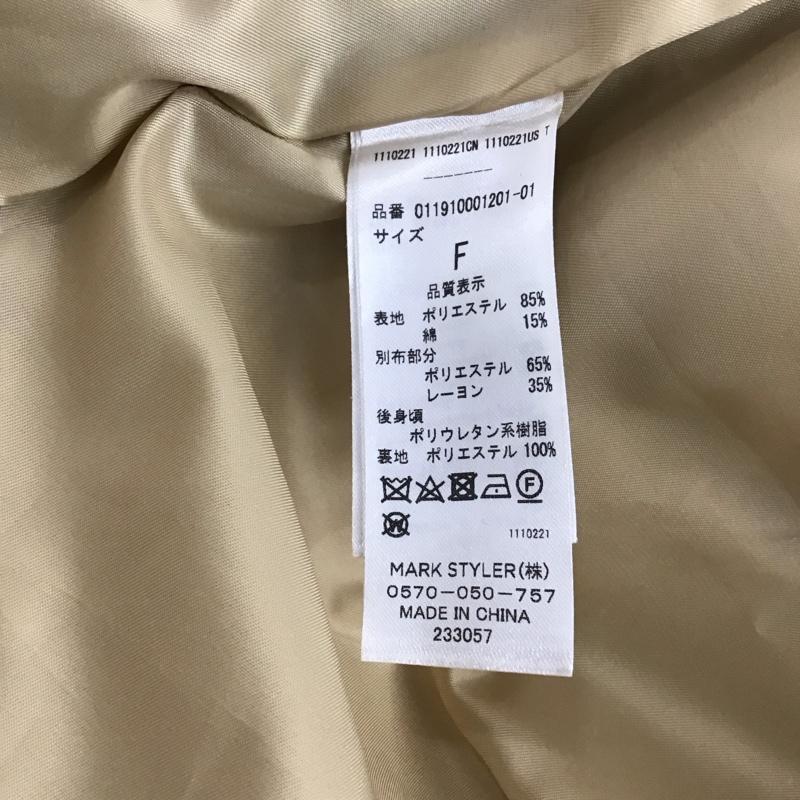 1110221 1110221CN 1110221US T
-------
品番 011910001201-01
サイズ
F
品質表示
表地 ポリエステル 85%
綿 15%
別布部分
ポリエステル 65%
レーヨン 35%
後身頃
ポリウレタン系樹脂
裏地 ポリエステル 100%
F
W
1110221
MARK STYLER(株)
0570-050-757
MADE IN CHINA
233057